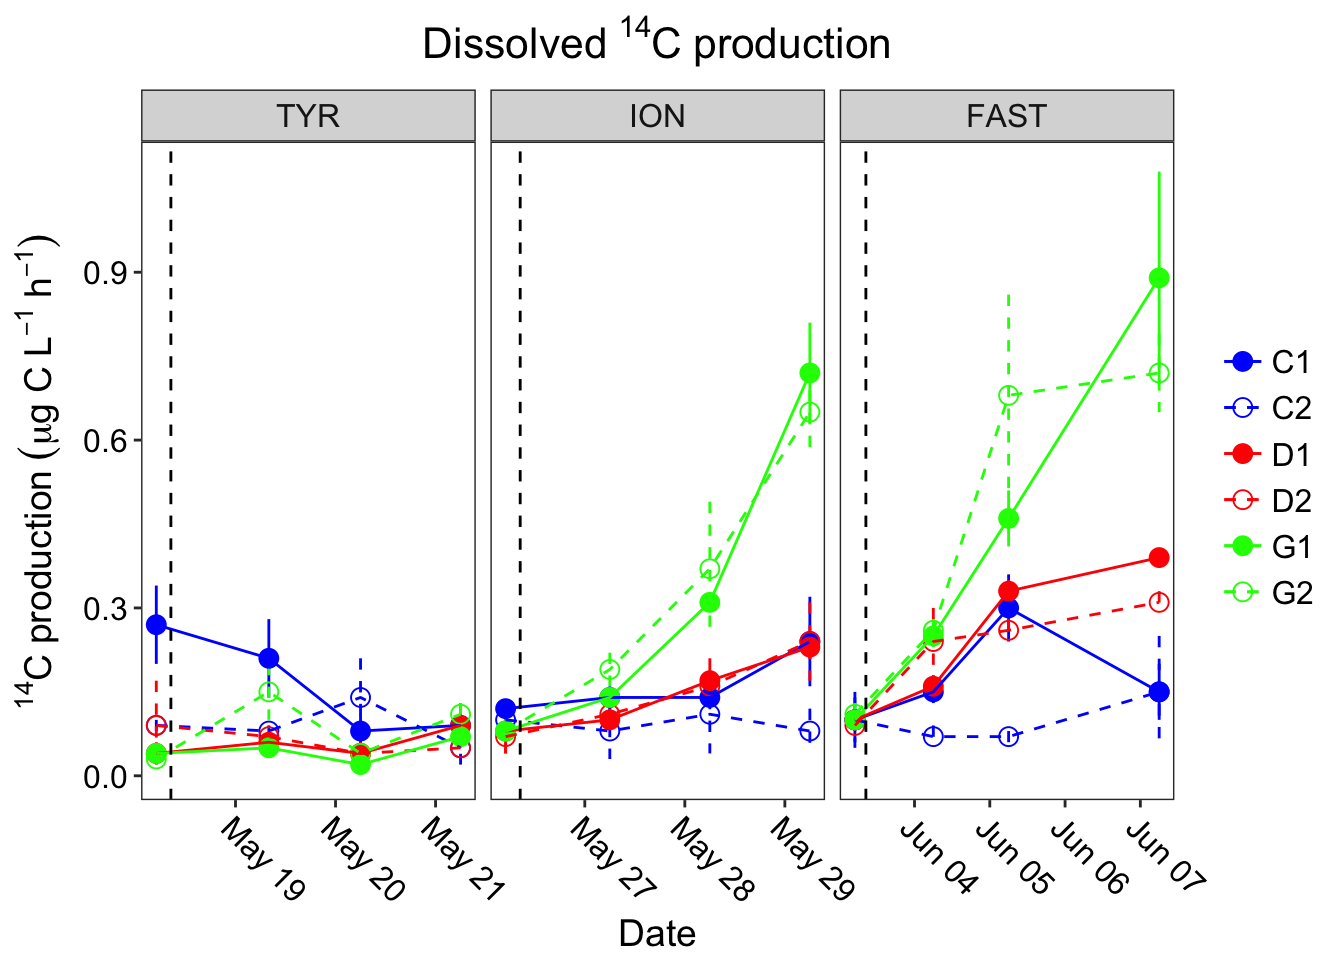 Dissolved ¹⁴C production
TYR
ION
FAST
¹⁴C production (μg C L⁻¹ h⁻¹)
0.9
0.6
0.3
0.0
May 19
May 20
May 21
May 27
May 28
May 29
Jun 04
Jun 05
Jun 06
Jun 07
Date
C1
C2
D1
D2
G1
G2